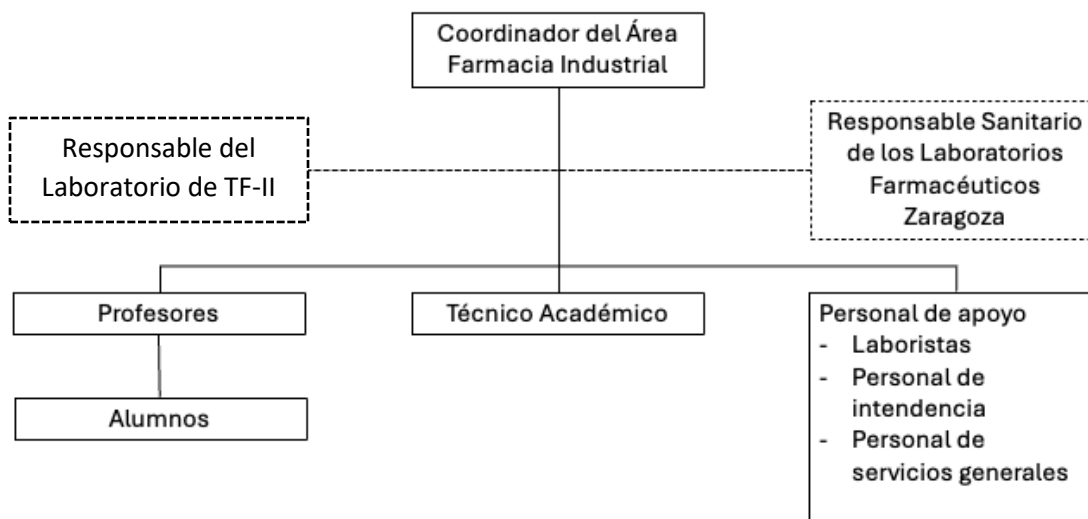 Coordinador del Área
Farmacia Industrial
Responsable del
Laboratorio de TF-II
Responsable Sanitario
de los Laboratorios
Farmacéuticos
Zaragoza
Profesores
Técnico Académico
Personal de apoyo
- Laboristas
- Personal de
intendencia
- Personal de
servicios generales
Alumnos